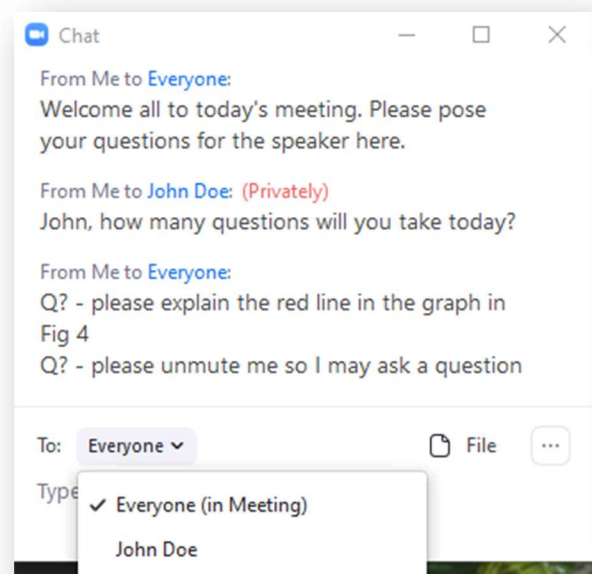 Chat
From Me to Everyone:
Welcome all to today's meeting. Please pose
your questions for the speaker here.
From Me to John Doe: (Privately)
John, how many questions will you take today?
From Me to Everyone:
Q? - please explain the red line in the graph in
Fig 4
Q? - please unmute me so I may ask a question
To: Everyone File ...
Type
Everyone (in Meeting)
John Doe